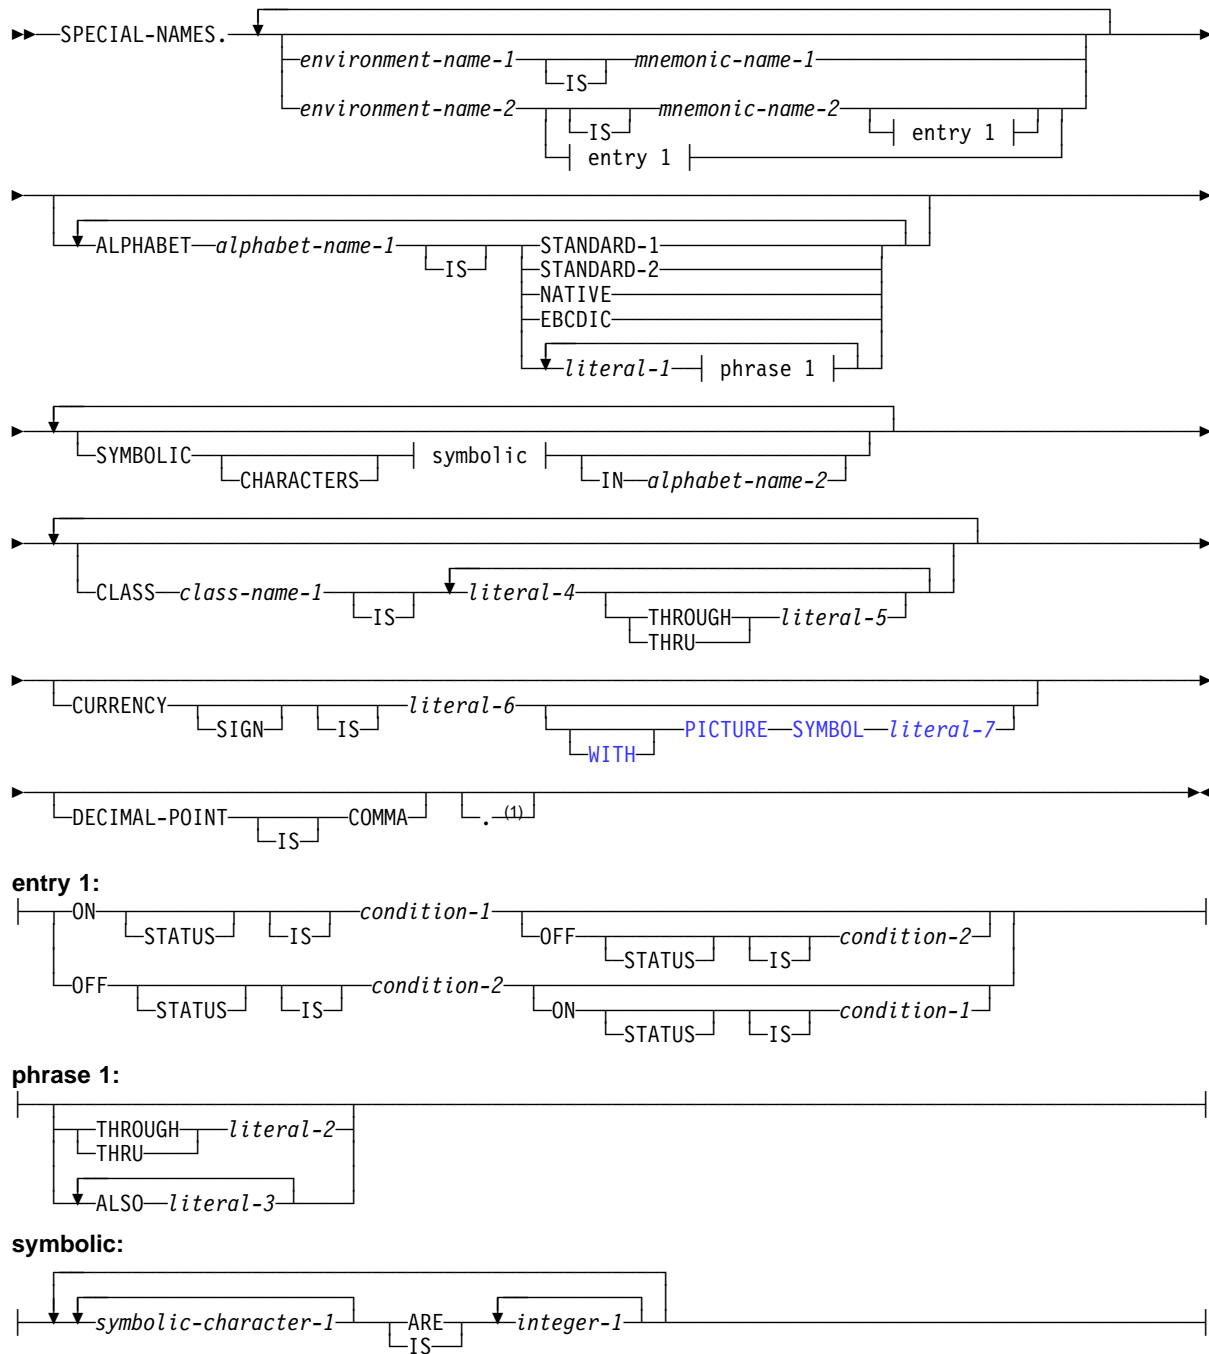 SPECIAL-NAMES.
environment-name-1 IS mnemonic-name-1
environment-name-2 IS mnemonic-name-2 entry 1
entry 1
ALPHABET alphabet-name-1 IS STANDARD-1
STANDARD-2
NATIVE
EBCDIC
literal-1 phrase 1
SYMBOLIC CHARACTERS symbolic IN alphabet-name-2
CLASS class-name-1 IS literal-4 THROUGH literal-5
THRU
CURRENCY SIGN IS literal-6 WITH PICTURE SYMBOL literal-7
DECIMAL-POINT IS COMMA . (1)
entry 1:
ON STATUS IS condition-1 OFF STATUS IS condition-2
OFF STATUS IS condition-2 ON STATUS IS condition-1
phrase 1:
THROUGH literal-2
THRU
ALSO literal-3
symbolic:
symbolic-character-1 ARE integer-1
IS